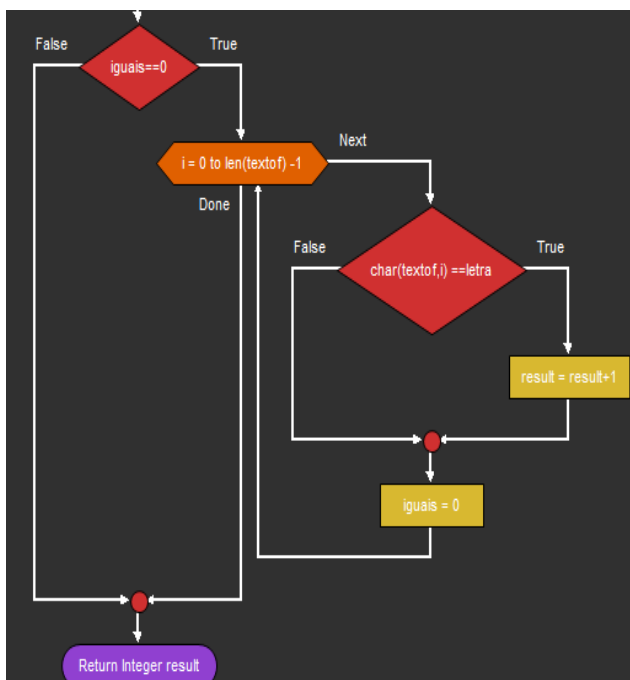 False
True
iguais==0
i = 0 to len(textof) -1
Next
Done
False
True
char(textof,i) ==letra
result = result+1
iguais = 0
Return Integer result